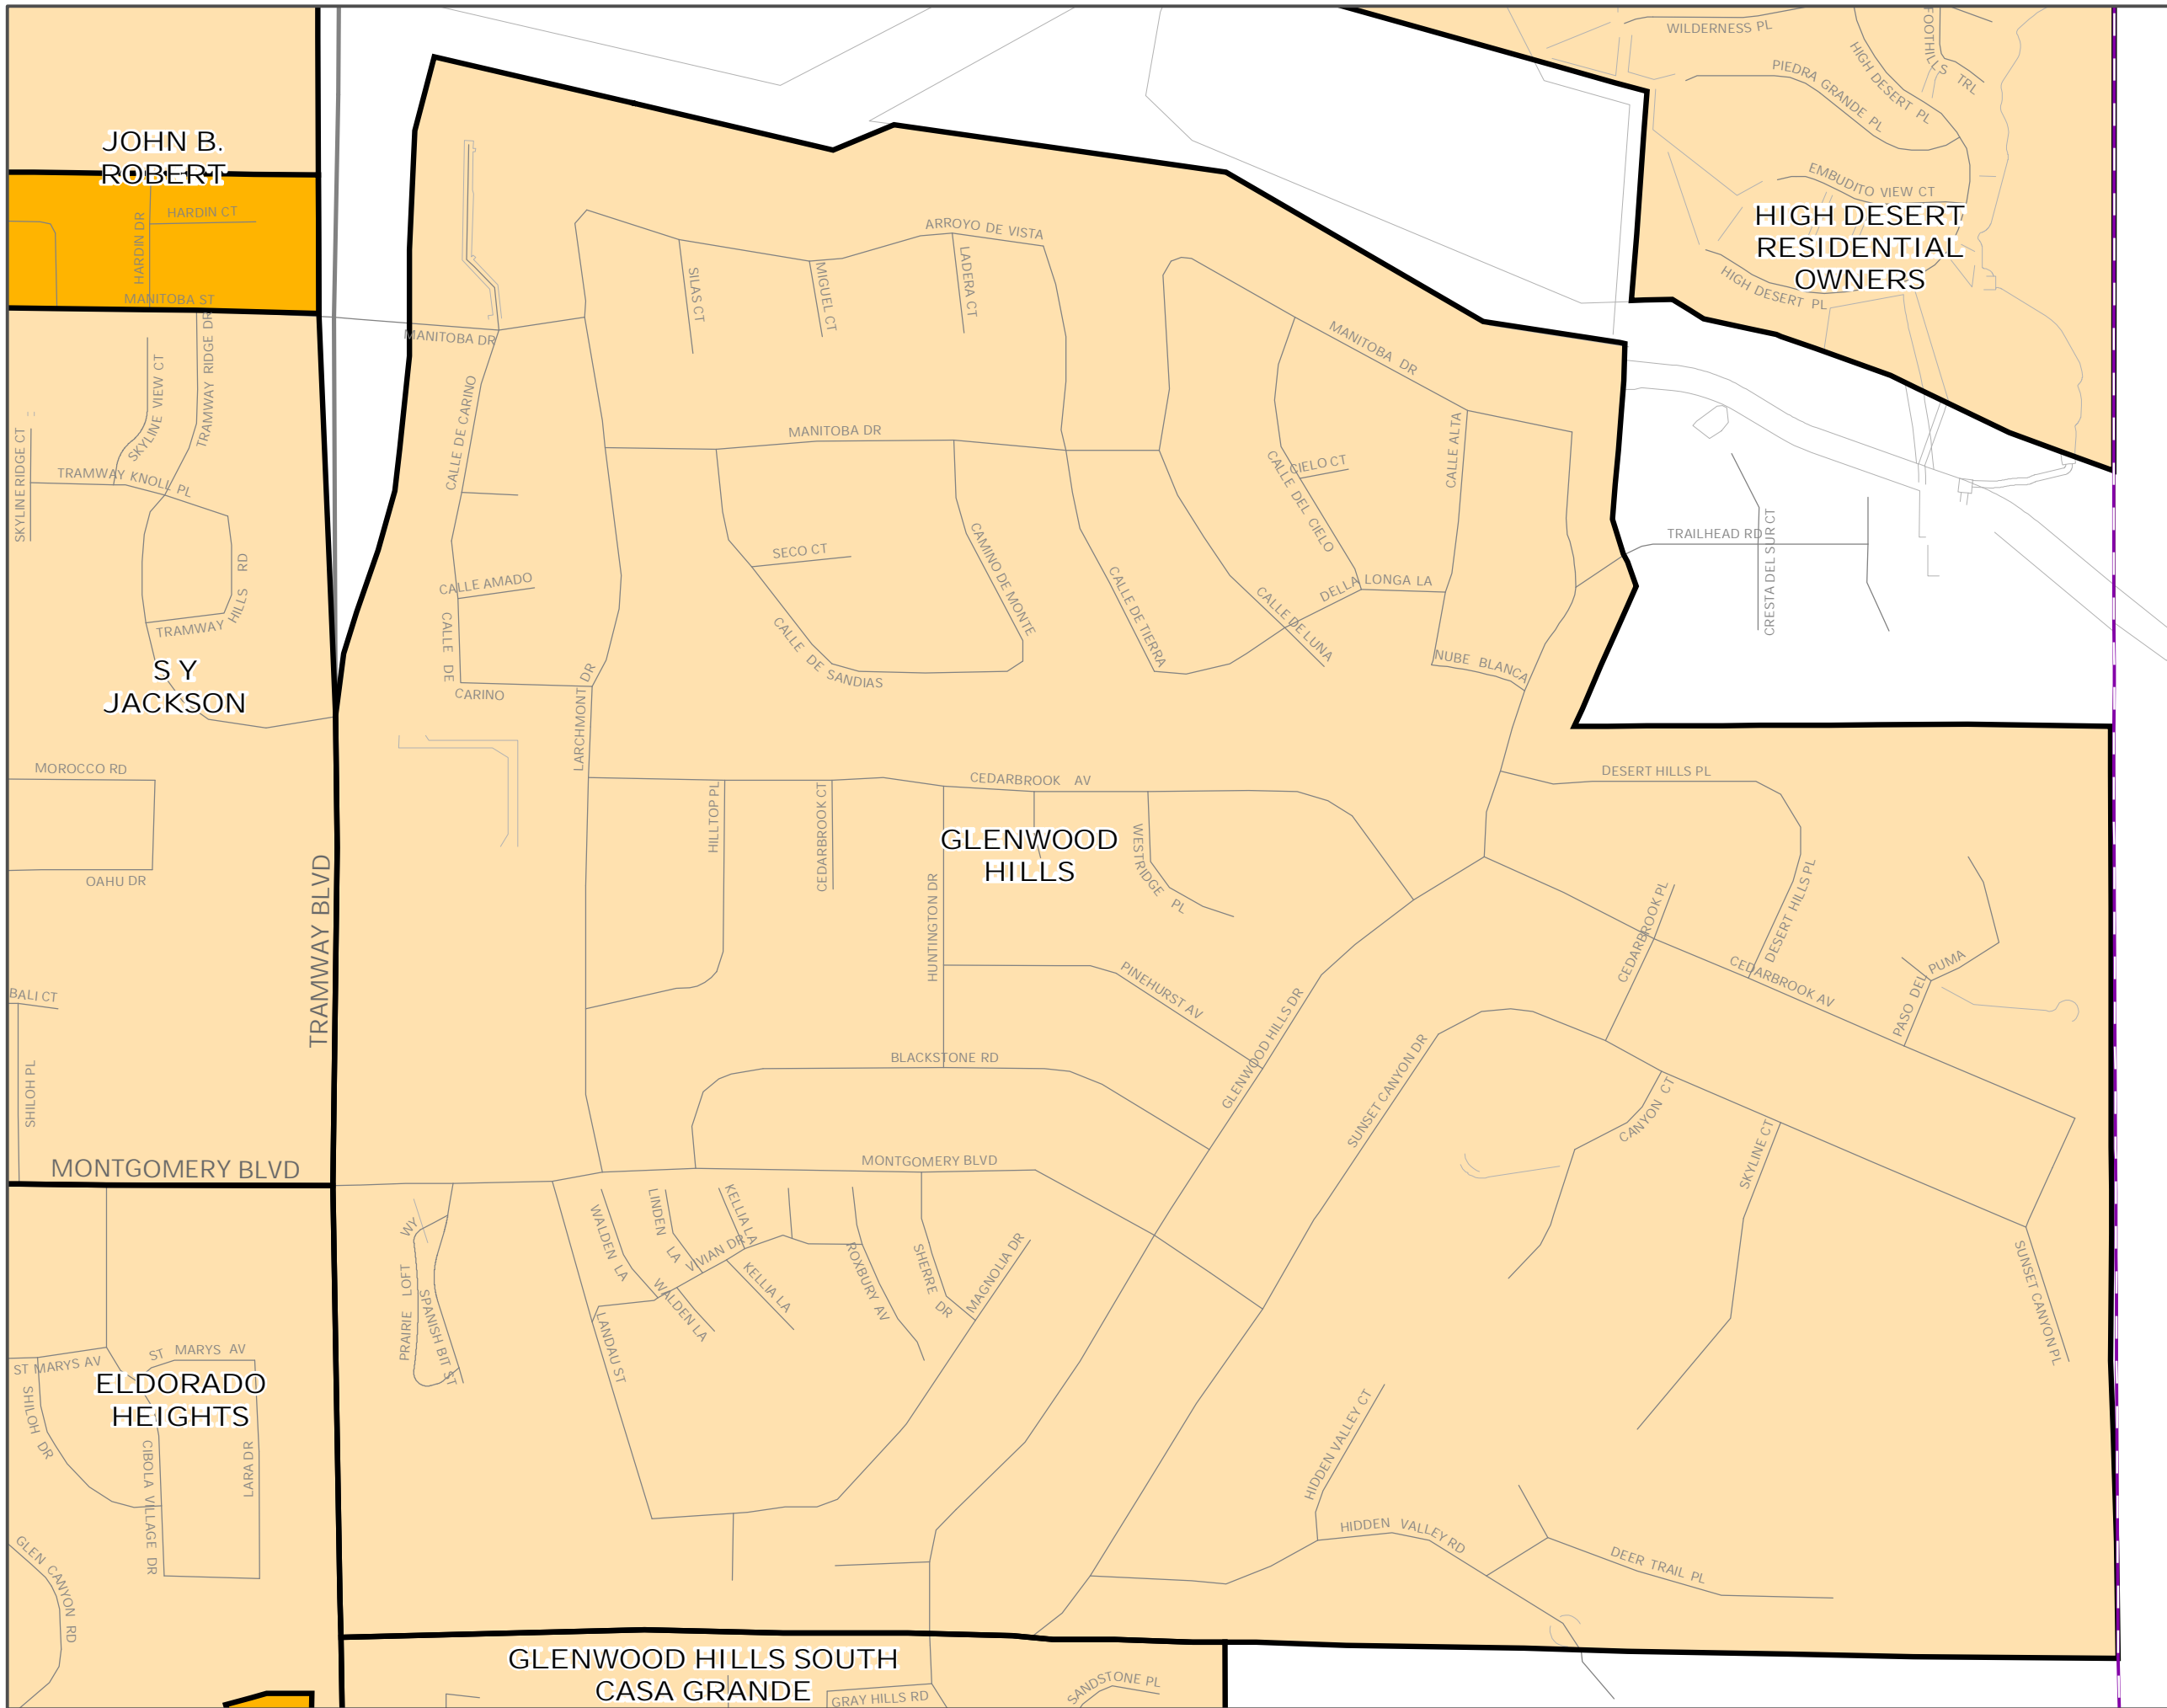 WILDERNESS PL
FOOTHILLS TRL
HIGH DESERT PL
PIEDRA GRANDE PL
EMBUDITO VIEW CT
HIGH DESERT
RESIDENTIAL
OWNERS
HIGH DESERT PL
JOHN B.
ROBERT
HARDIN CT
HARDIN DR
MANITOBA ST
ARROYO DE VISTA
SILAS CT
MIGUEL CT
LADERA CT
MANITOBA DR
MANITOBA DR
MANITOBA DR
SKYLINE VIEW CT
TRAMWAY RIDGE DR
SKYLINE RIDGE CT
TRAMWAY KNOLL PL
TRAMWAY HILLS RD
S Y
JACKSON
CALLE DE CARINO
CALLE AMADO
CALLE DE
CARINO
LARCHMONT DR
SECO CT
CALLE DE SANDIAS
CAMINO DE MONTE
CALLE DE TIERRA
CALLE DE LUNA
CALLE DEL CIELO
CIELO CT
CALLE ALTA
DELLA LONGA LA
NUBE BLANCA
TRAILHEAD RD
CRESTA DEL SUR CT
MOROCCO RD
OAHU DR
BALI CT
SHILOH PL
TRAMWAY BLVD
MONTGOMERY BLVD
CEDARBROOK AV
HILLTOP PL
CEDARBROOK CT
GLENWOOD
HILLS
WESTRIDGE PL
HUNTINGTON DR
PINEHURST AV
BLACKSTONE RD
GLENWOOD HILLS DR
SUNSET CANYON DR
DESERT HILLS PL
DESERT HILLS PL
CEDARBROOK PL
CEDARBROOK AV
PASO DEL PUMA
CANYON CT
SKYLINE CT
SUNSET CANYON PL
MONTGOMERY BLVD
WALDEN LA
LINDEN LA
KELLIA LA
VIVIAN DR
WALDEN LA
KELLIA LA
ROXBURY AV
SHERRE DR
MAGNOLIA DR
LANDAU ST
PRAIRIE LOFT WY
SPANISH BIT ST
ST MARYS AV
ST MARYS AV
ELDORADO
HEIGHTS
SHILOH DR
CIBOLA VILLAGE DR
LARA DR
GLEN CANYON RD
HIDDEN VALLEY CT
HIDDEN VALLEY RD
DEER TRAIL PL
GLENWOOD HILLS SOUTH
CASA GRANDE
GRAY HILLS RD
SANDSTONE PL